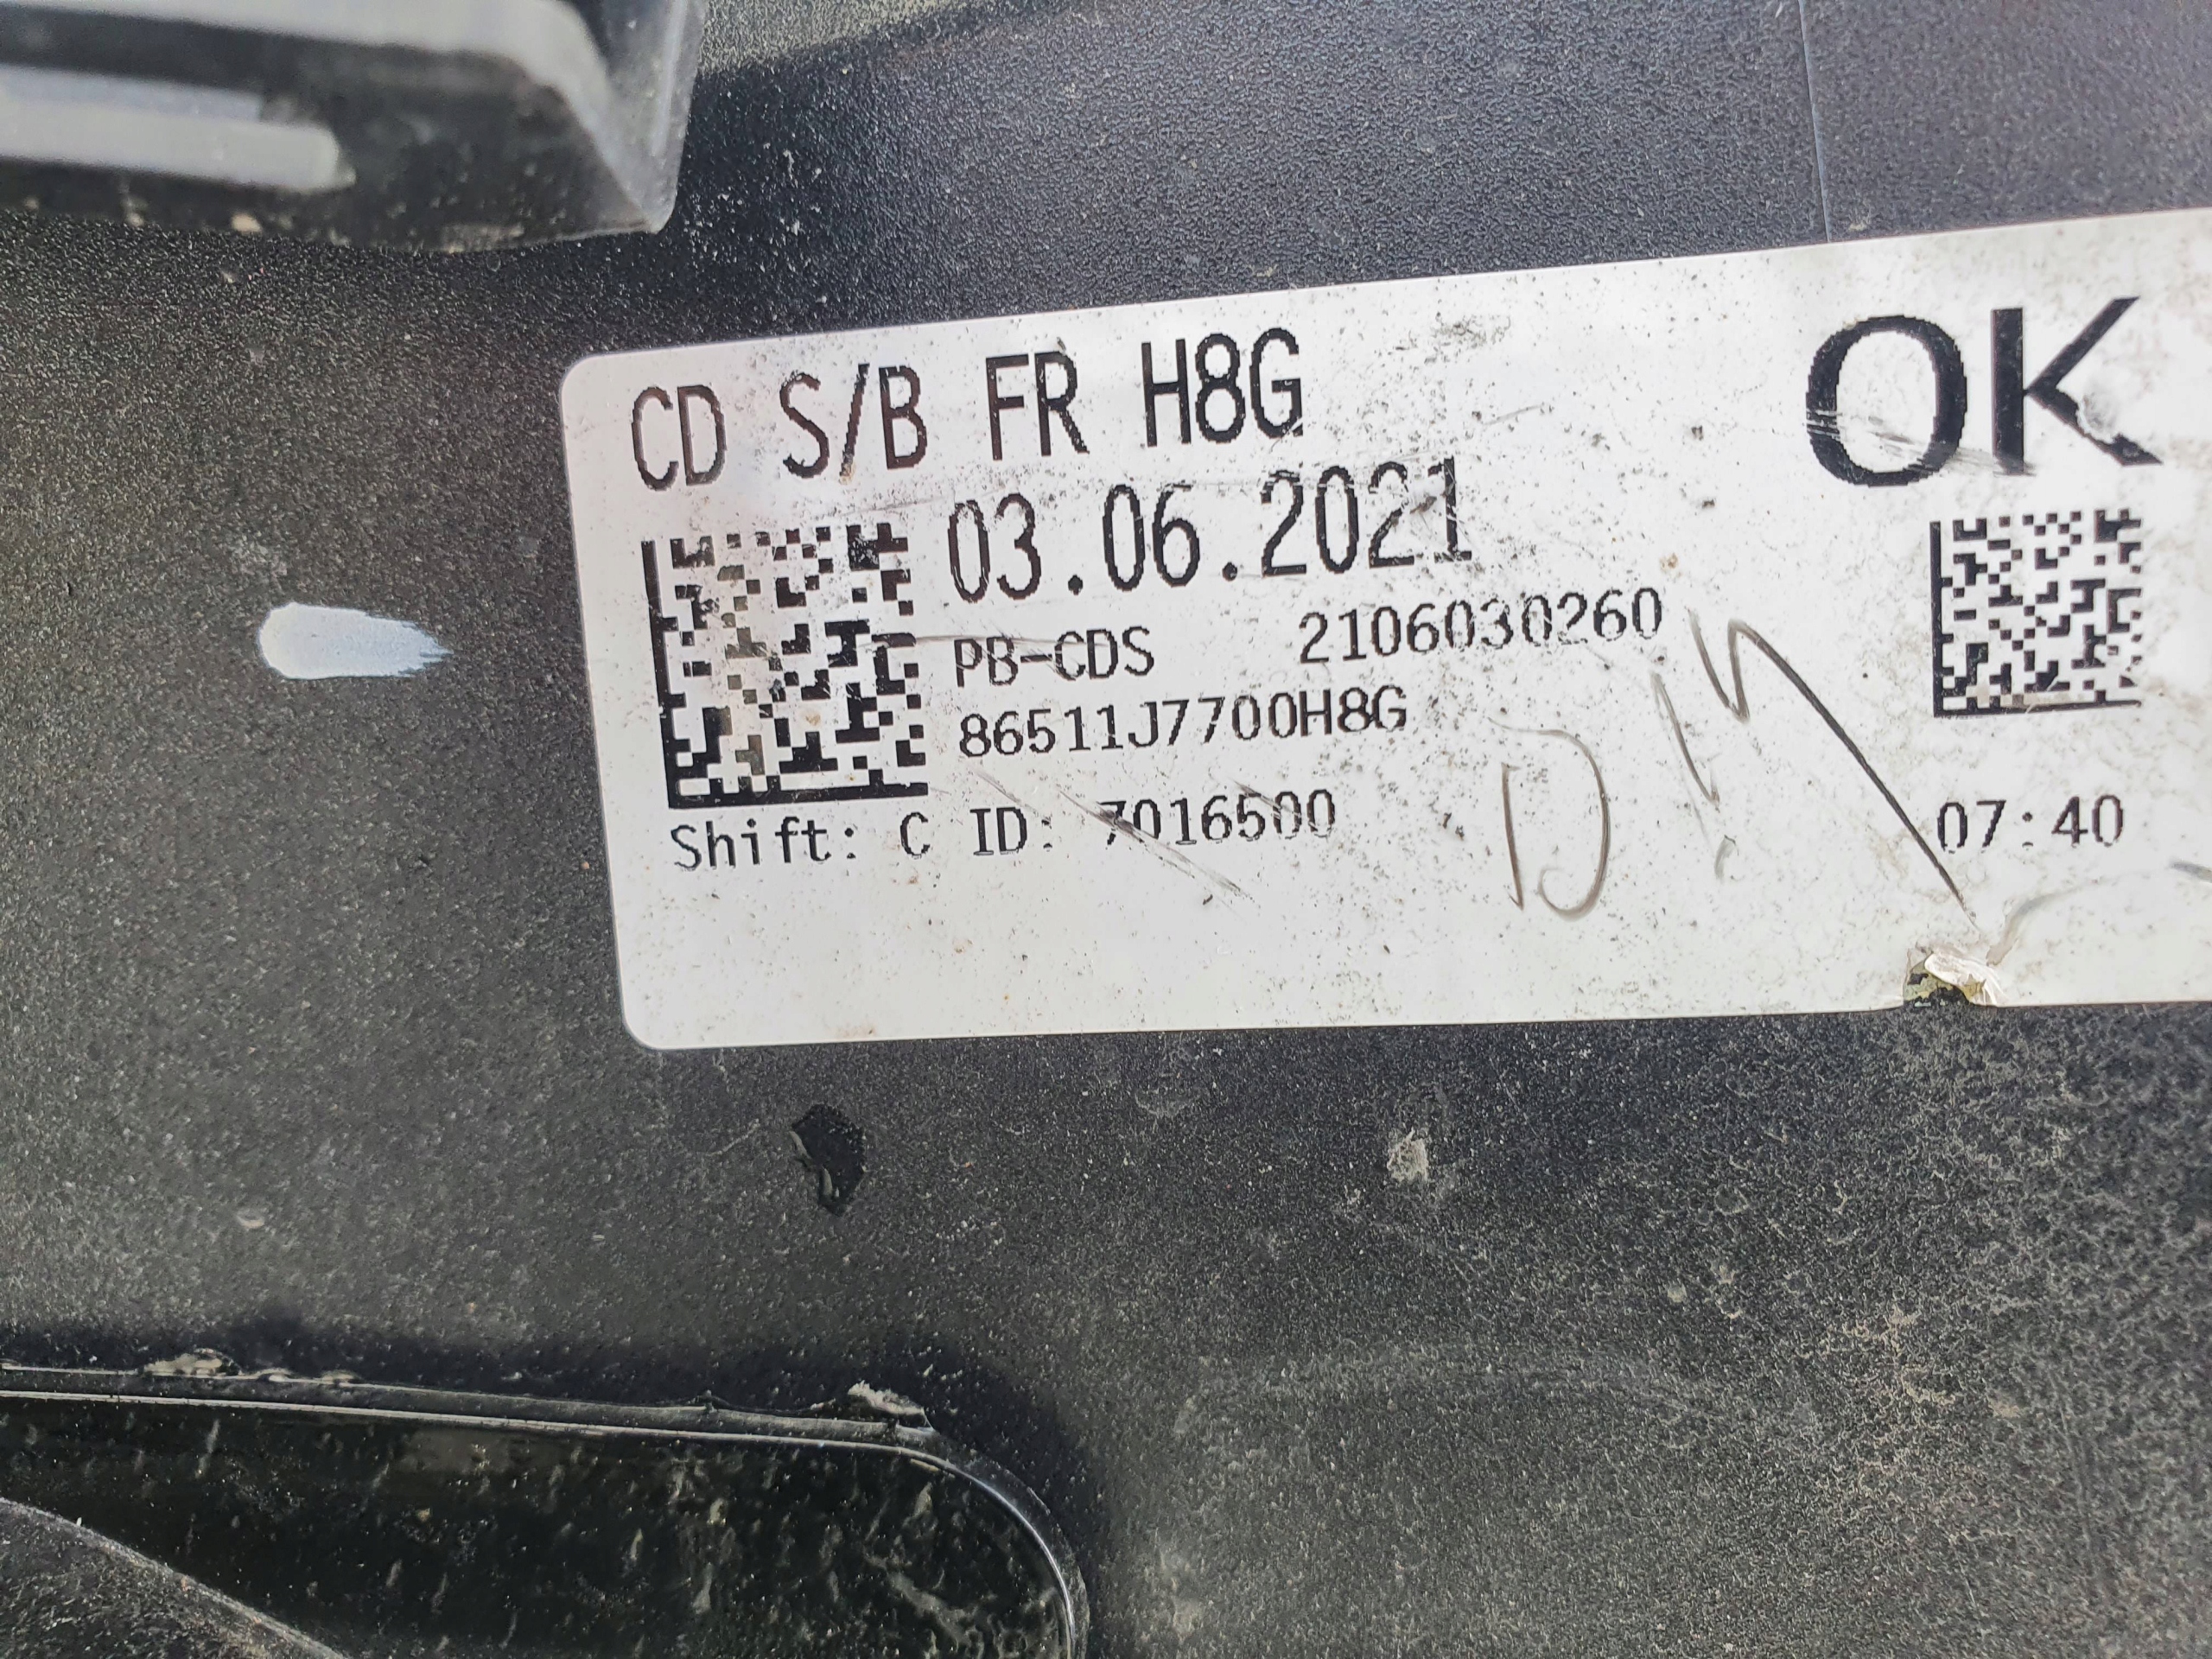 CD S/B FR H8G
OK
03.06.2021
PB-CDS 2106030260
86511J7700H8G
Shift: C ID: 7016500
07:40